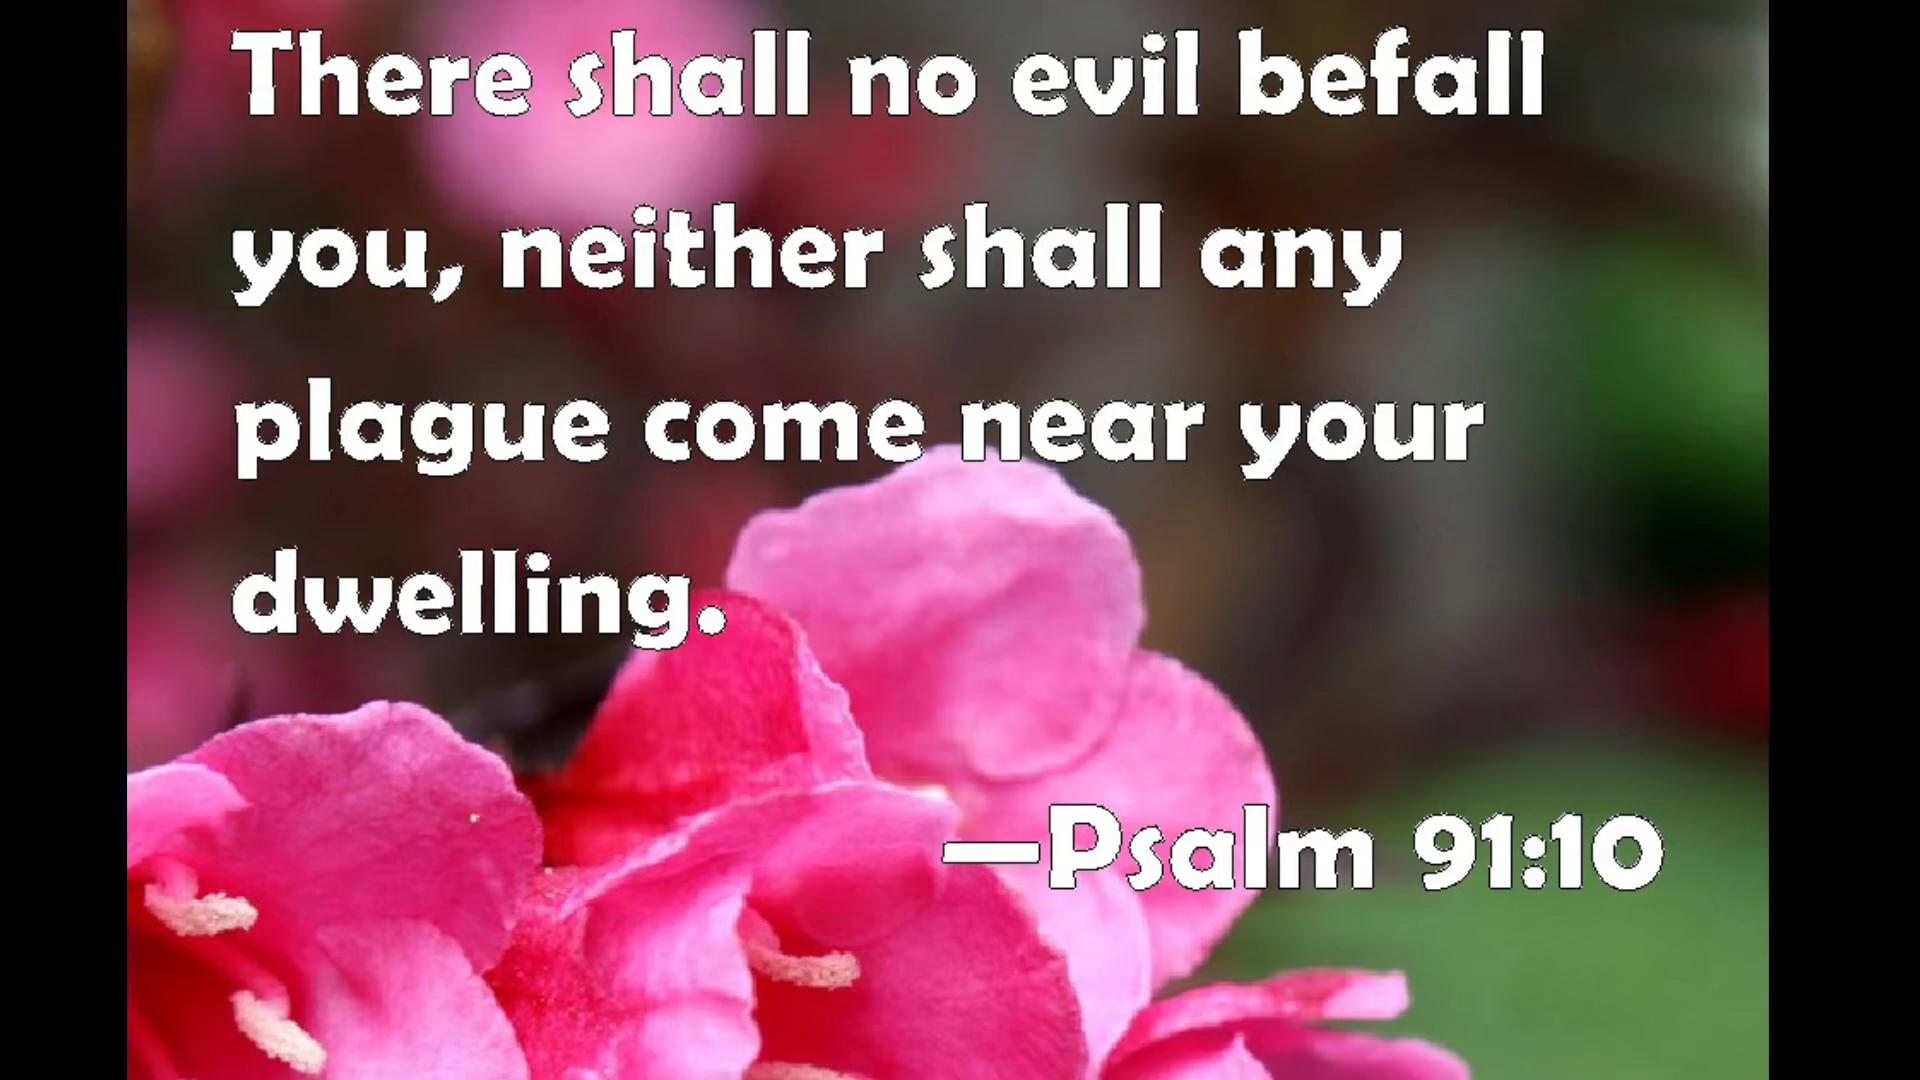 There shall no evil befall
you, neither shall any
plague come near your
dwelling.
—Psalm 91:10